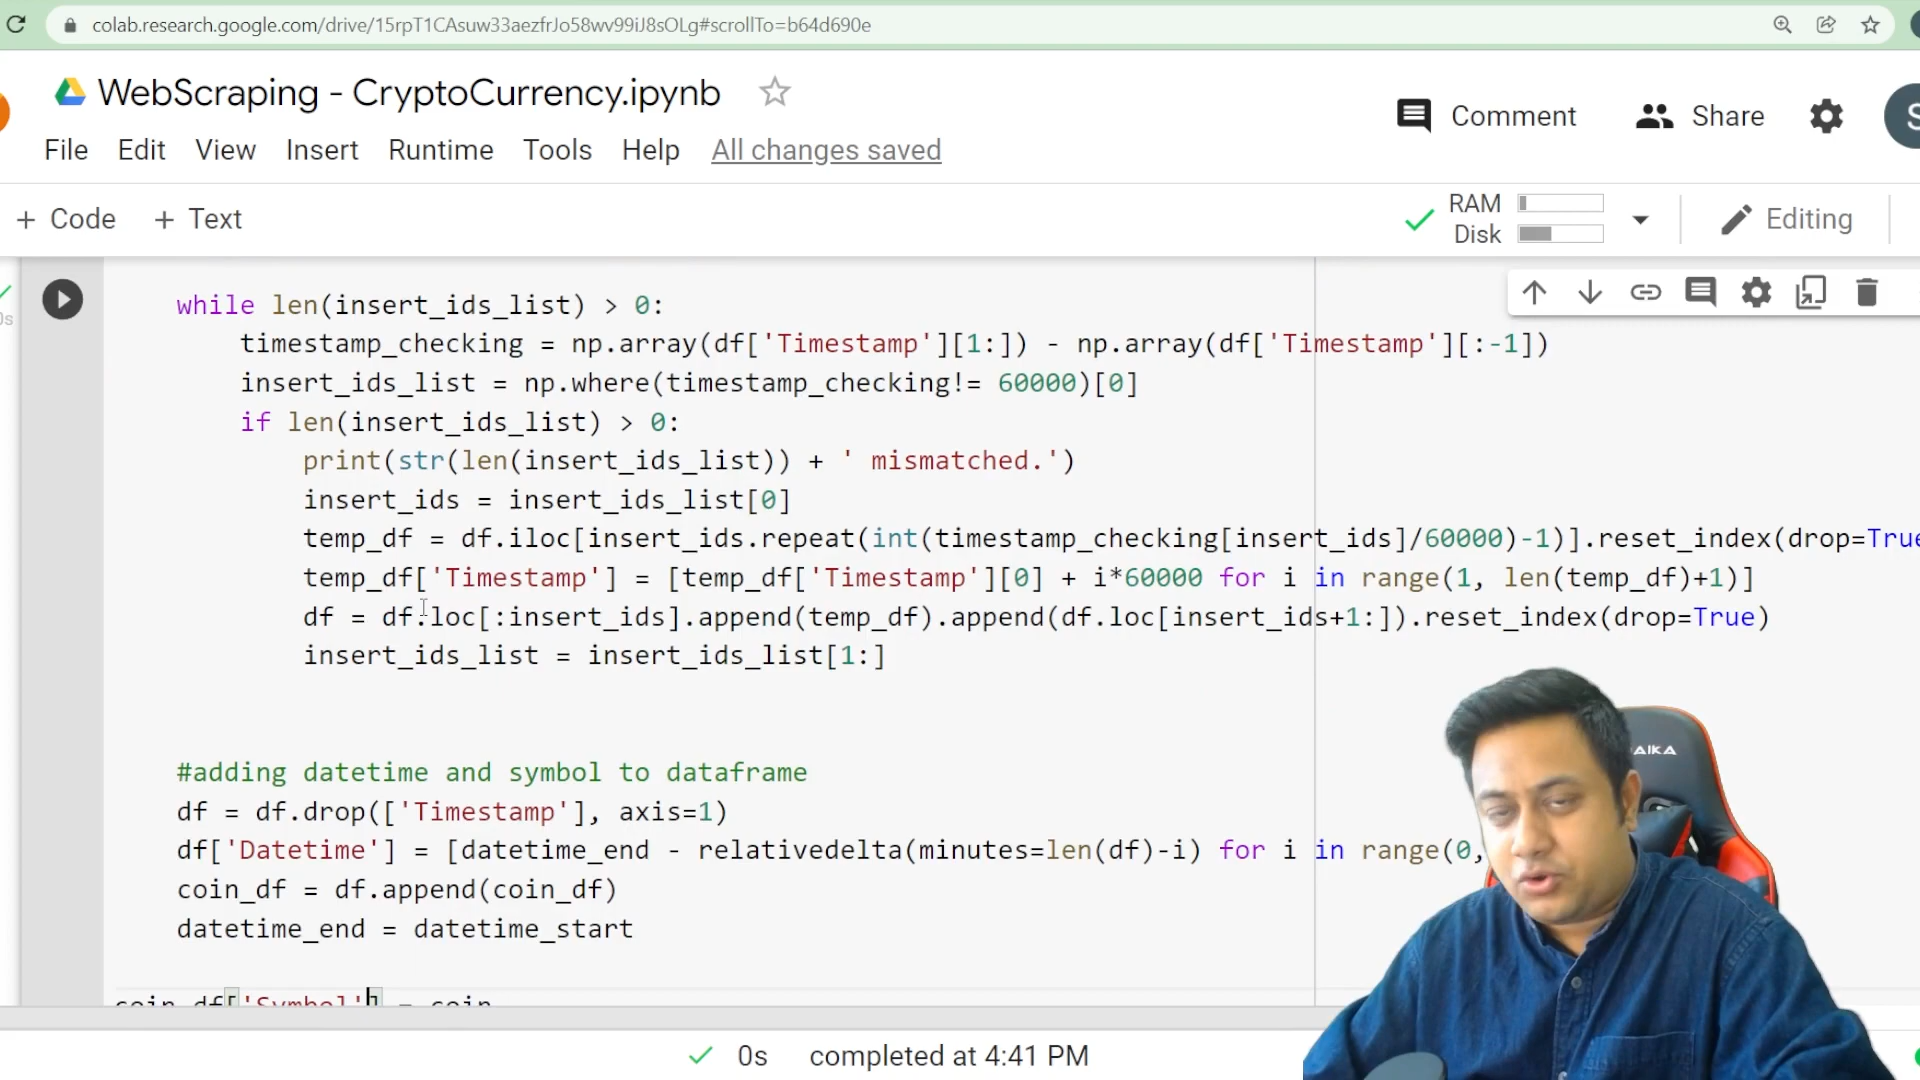 colab.research.google.com/drive/15rpT1CAsuw33aezfrJo58wv99iJ8sOLg#scrollTo=b64d690e
WebScraping - CryptoCurrency.ipynb
Comment
Share
S
File Edit View Insert Runtime Tools Help All changes saved
+ Code + Text
RAM
Disk
Editing
while len(insert_ids_list) > 0:
timestamp_checking = np.array(df['Timestamp'][1:]) - np.array(df['Timestamp'][:-1])
insert_ids_list = np.where(timestamp_checking!= 60000)[0]
if len(insert_ids_list) > 0:
print(str(len(insert_ids_list)) + ' mismatched.')
insert_ids = insert_ids_list[0]
temp_df = df.iloc[insert_ids.repeat(int(timestamp_checking[insert_ids]/60000)-1)].reset_index(drop=True
temp_df['Timestamp'] = [temp_df['Timestamp'][0] + i*60000 for i in range(1, len(temp_df)+1)]
df = df.loc[:insert_ids].append(temp_df).append(df.loc[insert_ids+1:]).reset_index(drop=True)
insert_ids_list = insert_ids_list[1:]
#adding datetime and symbol to dataframe
df = df.drop(['Timestamp'], axis=1)
df['Datetime'] = [datetime_end - relativedelta(minutes=len(df)-i) for i in range(0,
coin_df = df.append(coin_df)
datetime_end = datetime_start
coin_df['Symbol'] = coin
0s completed at 4:41 PM